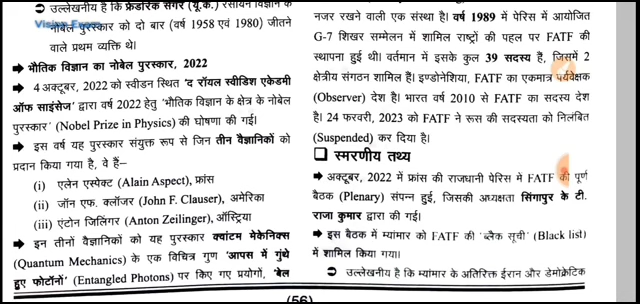 ➲ उल्लेखनीय है कि फ्रेडरिक सेंगर (यू.के.) रसायन विज्ञान के
नोबेल पुरस्कार को दो बार (वर्ष 1958 एवं 1980) जीतने
वाले प्रथम व्यक्ति थे।
➡ भौतिक विज्ञान का नोबेल पुरस्कार, 2022
➡ 4 अक्टूबर, 2022 को स्वीडन स्थित 'द रॉयल स्वीडिश एकेडमी
ऑफ साइंसेज' द्वारा वर्ष 2022 हेतु 'भौतिक विज्ञान के क्षेत्र के नोबेल
पुरस्कार' (Nobel Prize in Physics) की घोषणा की गई।
➡ इस वर्ष यह पुरस्कार संयुक्त रूप से जिन तीन वैज्ञानिकों को
प्रदान किया गया है, वे हैं–
(i) एलेन एस्पेक्ट (Alain Aspect), फ्रांस
(ii) जॉन एफ. क्लॉजर (John F. Clauser), अमेरिका
(iii) एंटोन जिलिंगर (Anton Zeilinger), ऑस्ट्रिया
➡ इन तीनों वैज्ञानिकों को यह पुरस्कार क्वांटम मेकेनिक्स
(Quantum Mechanics) के एक विचित्र गुण 'आपस में गुंथे
हुए फोटोनों' (Entangled Photons) पर किए गए प्रयोगों, 'बेल
नजर रखने वाली एक संस्था है। वर्ष 1989 में पेरिस में आयोजित
G-7 शिखर सम्मेलन में शामिल राष्ट्रों की पहल पर FATF की
स्थापना हुई थी। वर्तमान में इसके कुल 39 सदस्य हैं, जिसमें 2
क्षेत्रीय संगठन शामिल हैं। इण्डोनेशिया, FATF का एकमात्र पर्यवेक्षक
(Observer) देश है। भारत वर्ष 2010 से FATF का सदस्य देश
है। 24 फरवरी, 2023 को FATF ने रूस की सदस्यता को निलंबित
(Suspended) कर दिया है।
❑ स्मरणीय तथ्य
➡ अक्टूबर, 2022 में फ्रांस की राजधानी पेरिस में FATF की पूर्ण
बैठक (Plenary) संपन्न हुई, जिसकी अध्यक्षता सिंगापुर के टी.
राजा कुमार द्वारा की गई।
➡ इस बैठक में म्यांमार को FATF की 'ब्लैक सूची' (Black list)
में शामिल किया गया।
➲ उल्लेखनीय है कि म्यांमार के अतिरिक्त ईरान और डेमोक्रेटिक
(56)